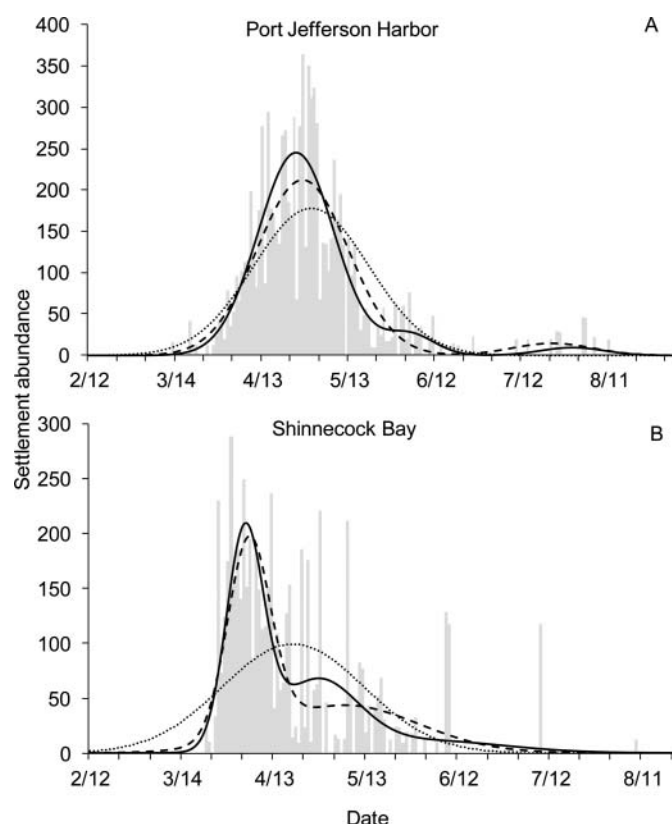 Port Jefferson Harbor
A
400
350
300
250
200
150
100
50
0
2/12 3/14 4/13 5/13 6/12 7/12 8/11
Settlement abundance
Shinnecock Bay
B
300
250
200
150
100
50
0
2/12 3/14 4/13 5/13 6/12 7/12 8/11
Date